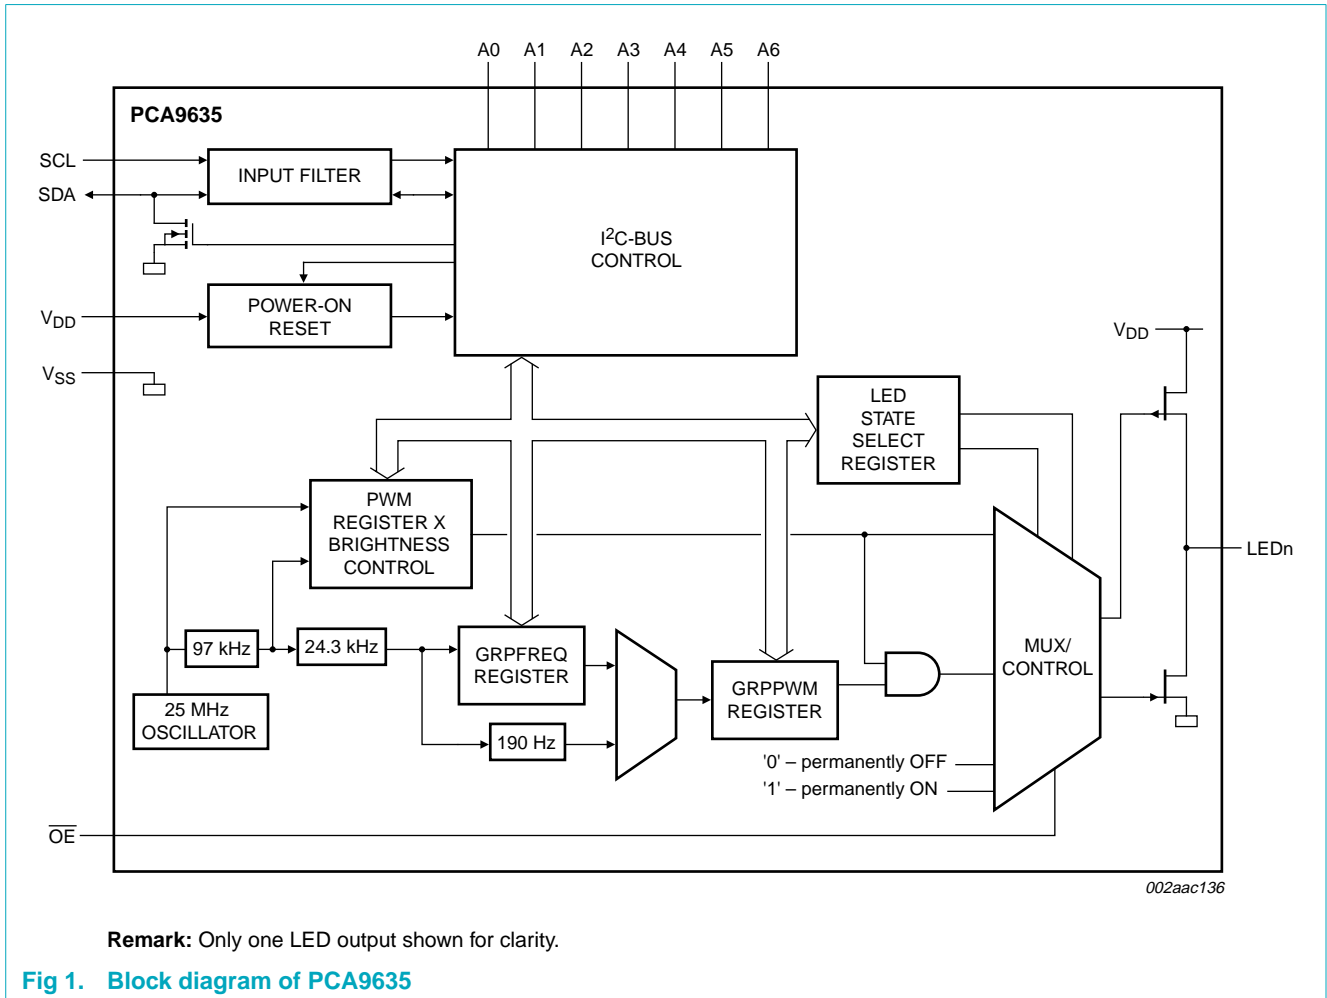 A0 A1 A2 A3 A4 A5 A6
PCA9635
SCL
SDA
INPUT FILTER
I2C-BUS
CONTROL
POWER-ON
RESET
VDD
VSS
VDD
LED
STATE
SELECT
REGISTER
PWM
REGISTER X
BRIGHTNESS
CONTROL
LEDn
97 kHz
24.3 kHz
GRPFREQ
REGISTER
MUX/
CONTROL
GRPPWM
REGISTER
25 MHz
OSCILLATOR
190 Hz
'0' – permanently OFF
'1' – permanently ON
OE
002aac136
Remark: Only one LED output shown for clarity.
Fig 1. Block diagram of PCA9635